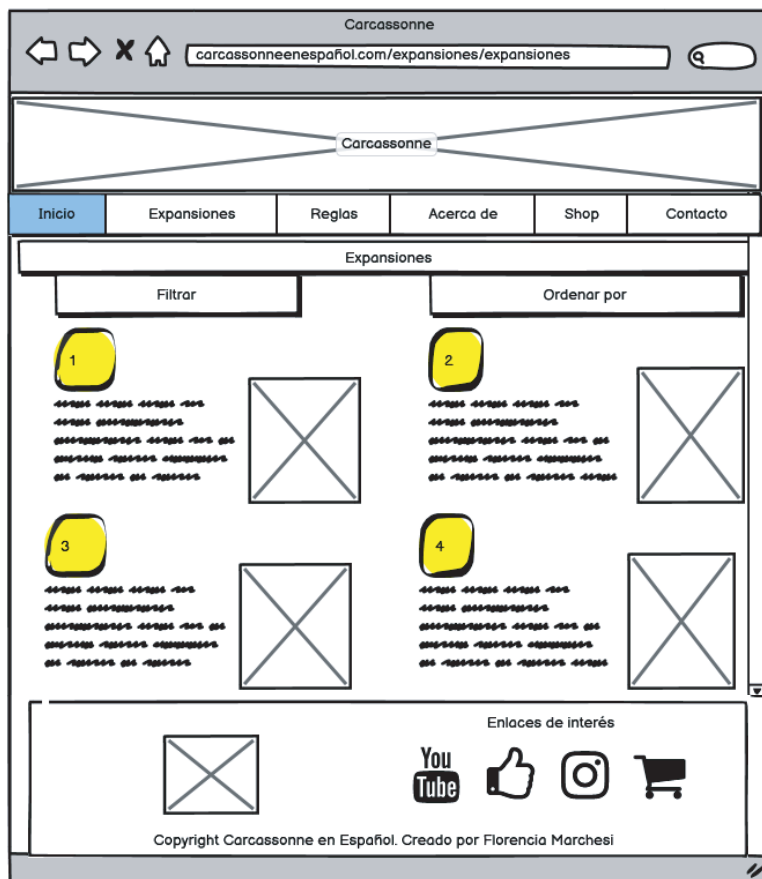 Carcassonne
carcassonneenespañol.com/expansiones/expansiones
Carcassonne
Inicio Expansiones Reglas Acerca de Shop Contacto
Expansiones
Filtrar Ordenar por
1 2
3 4
Enlaces de interés
You
Tube
Copyright Carcassonne en Español. Creado por Florencia Marchesi